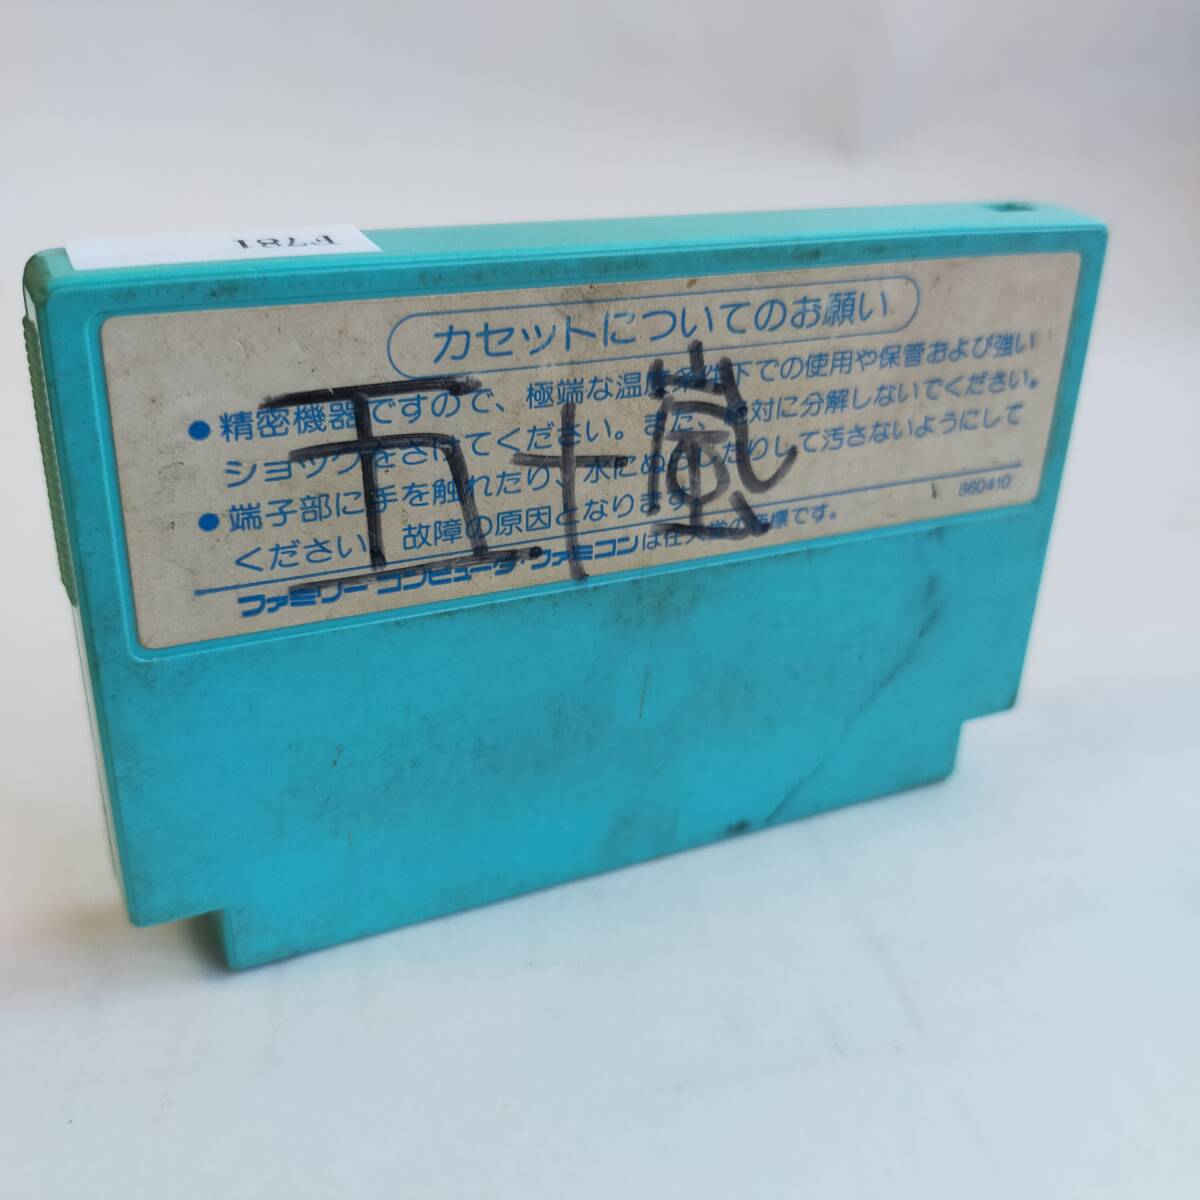 F781
カセットについてのお願い
●精密機器ですので、極端な温度条件下での使用や保管および強い
ショックをさけてください。また、絶対に分解しないでください。
●端子部に手を触れたり、水にぬらしたりして汚さないようにして
ください。故障の原因となります。
860410
ファミリーコンピュータ・ファミコンは任天堂の商標です。
五十嵐